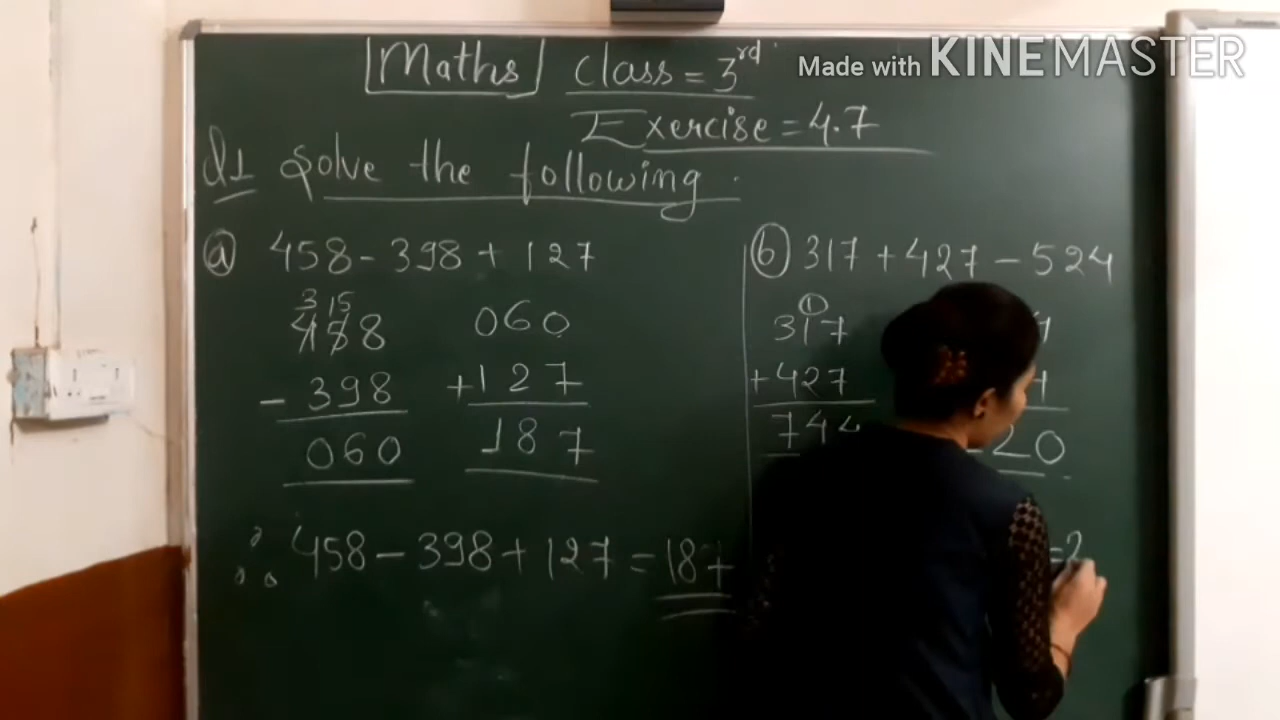 Made with KINEMASTER
Maths Class = 3rd
Exercise = 4.7
Q1 Solve the following.
(a) 458 - 398 + 127
3 15
458
- 398
060
060
+127
187
∴ 458 - 398 + 127 = 187
(b) 317 + 427 - 524
1
317
+427
744
20
=2